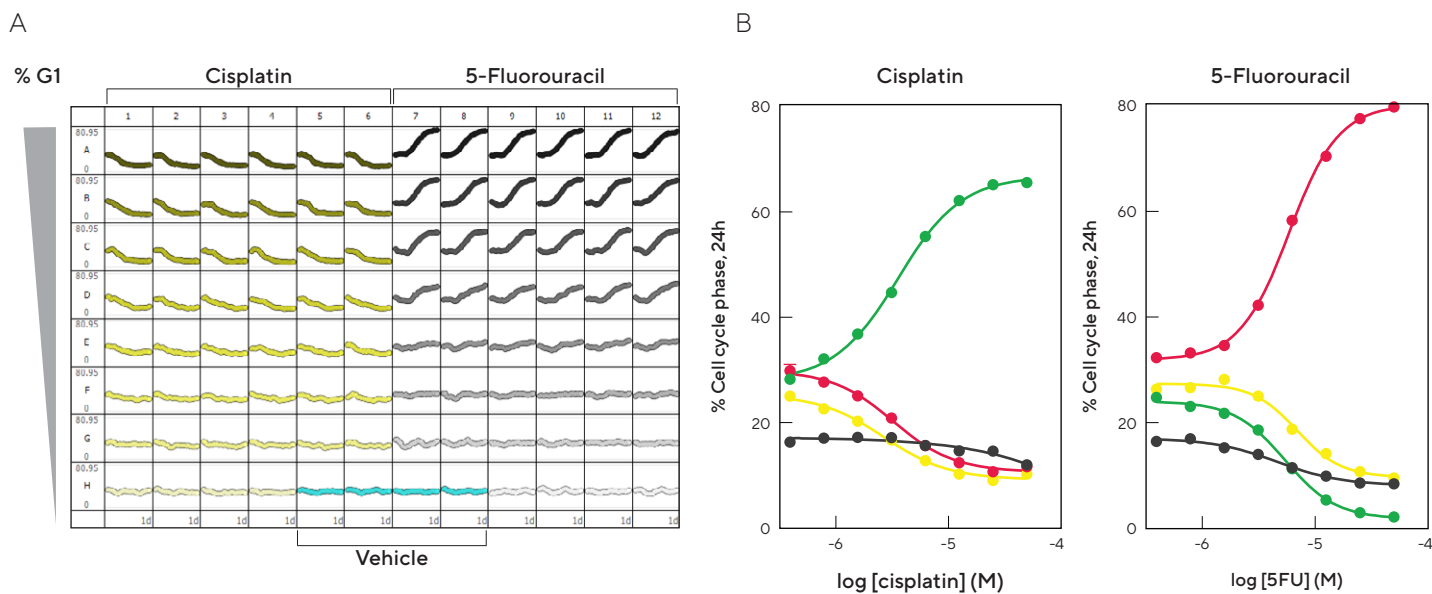 A
% G1
Cisplatin
5-Fluorouracil
1 2 3 4 5 6 7 8 9 10 11 12
80.95
A
0
80.95
B
0
80.95
C
0
80.95
D
0
80.95
E
0
80.95
F
0
80.95
G
0
80.95
H
0
1d 1d 1d 1d 1d 1d 1d 1d 1d 1d 1d 1d
Vehicle
B
Cisplatin
% Cell cycle phase, 24h
80
60
40
20
0
-6 -5 -4
log [cisplatin] (M)
5-Fluorouracil
% Cell cycle phase, 24h
80
60
40
20
0
-6 -5 -4
log [5FU] (M)